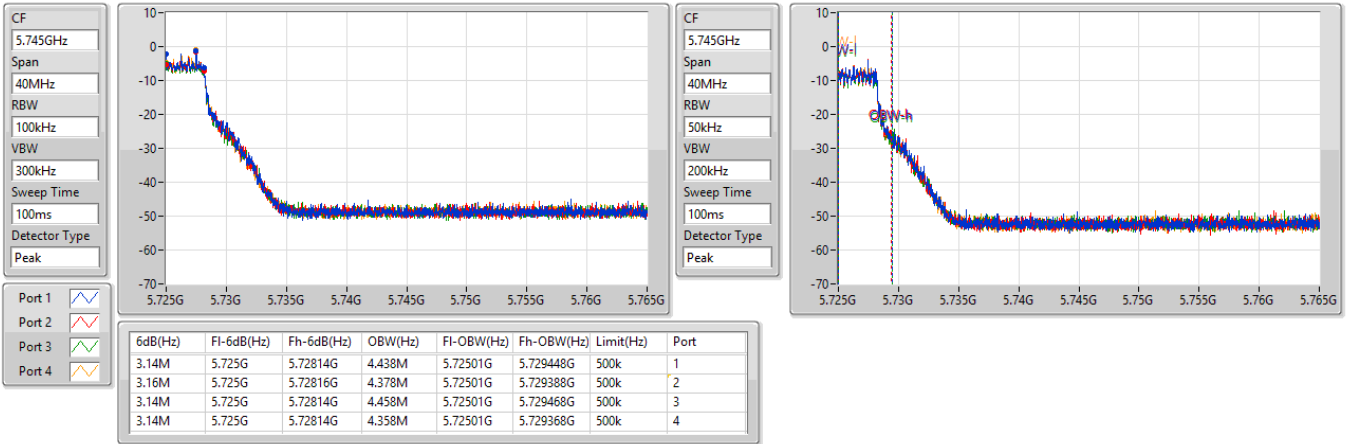 CF
5.745GHz
Span
40MHz
RBW
100kHz
VBW
300kHz
Sweep Time
100ms
Detector Type
Peak
10-
0-
-10-
-20-
-30-
-40-
-50-
-60-
-70-
5.725G 5.73G 5.735G 5.74G 5.745G 5.75G 5.755G 5.76G 5.765G
CF
5.745GHz
Span
40MHz
RBW
50kHz
VBW
200kHz
Sweep Time
100ms
Detector Type
Peak
10-
0-
-10-
-20-
-30-
-40-
-50-
-60-
-70-
OBW-h
5.725G 5.73G 5.735G 5.74G 5.745G 5.75G 5.755G 5.76G 5.765G
Port 1
Port 2
Port 3
Port 4
6dB(Hz) Fl-6dB(Hz) Fh-6dB(Hz) OBW(Hz) Fl-OBW(Hz) Fh-OBW(Hz) Limit(Hz) Port
3.14M 5.725G 5.72814G 4.438M 5.72501G 5.729448G 500k 1
3.16M 5.725G 5.72816G 4.378M 5.72501G 5.729388G 500k 2
3.14M 5.725G 5.72814G 4.458M 5.72501G 5.729468G 500k 3
3.14M 5.725G 5.72814G 4.358M 5.72501G 5.729368G 500k 4